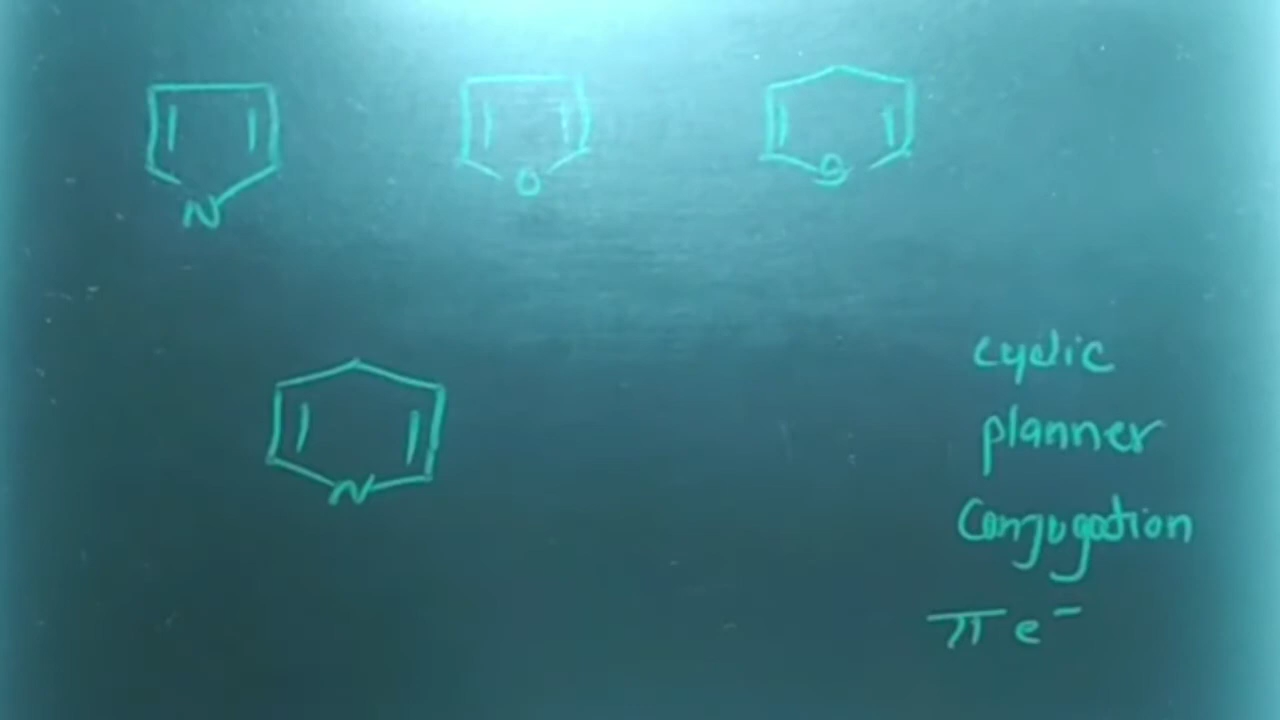 N
O
S
N
cyclic
planner
Conjugation
π e⁻